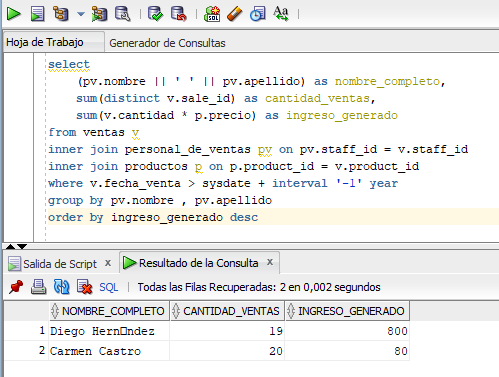 SQL
Aa
Hoja de Trabajo Generador de Consultas
select
(pv.nombre || ' ' || pv.apellido) as nombre_completo,
sum(distinct v.sale_id) as cantidad_ventas,
sum(v.cantidad * p.precio) as ingreso_generado
from ventas v
inner join personal_de_ventas pv on pv.staff_id = v.staff_id
inner join productos p on p.product_id = v.product_id
where v.fecha_venta > sysdate + interval '-1' year
group by pv.nombre , pv.apellido
order by ingreso_generado desc
Salida de Script x Resultado de la Consulta x
SQL | Todas las Filas Recuperadas: 2 en 0,002 segundos
NOMBRE_COMPLETO CANTIDAD_VENTAS INGRESO_GENERADO
1 Diego Hern□ndez 19 800
2 Carmen Castro 20 80